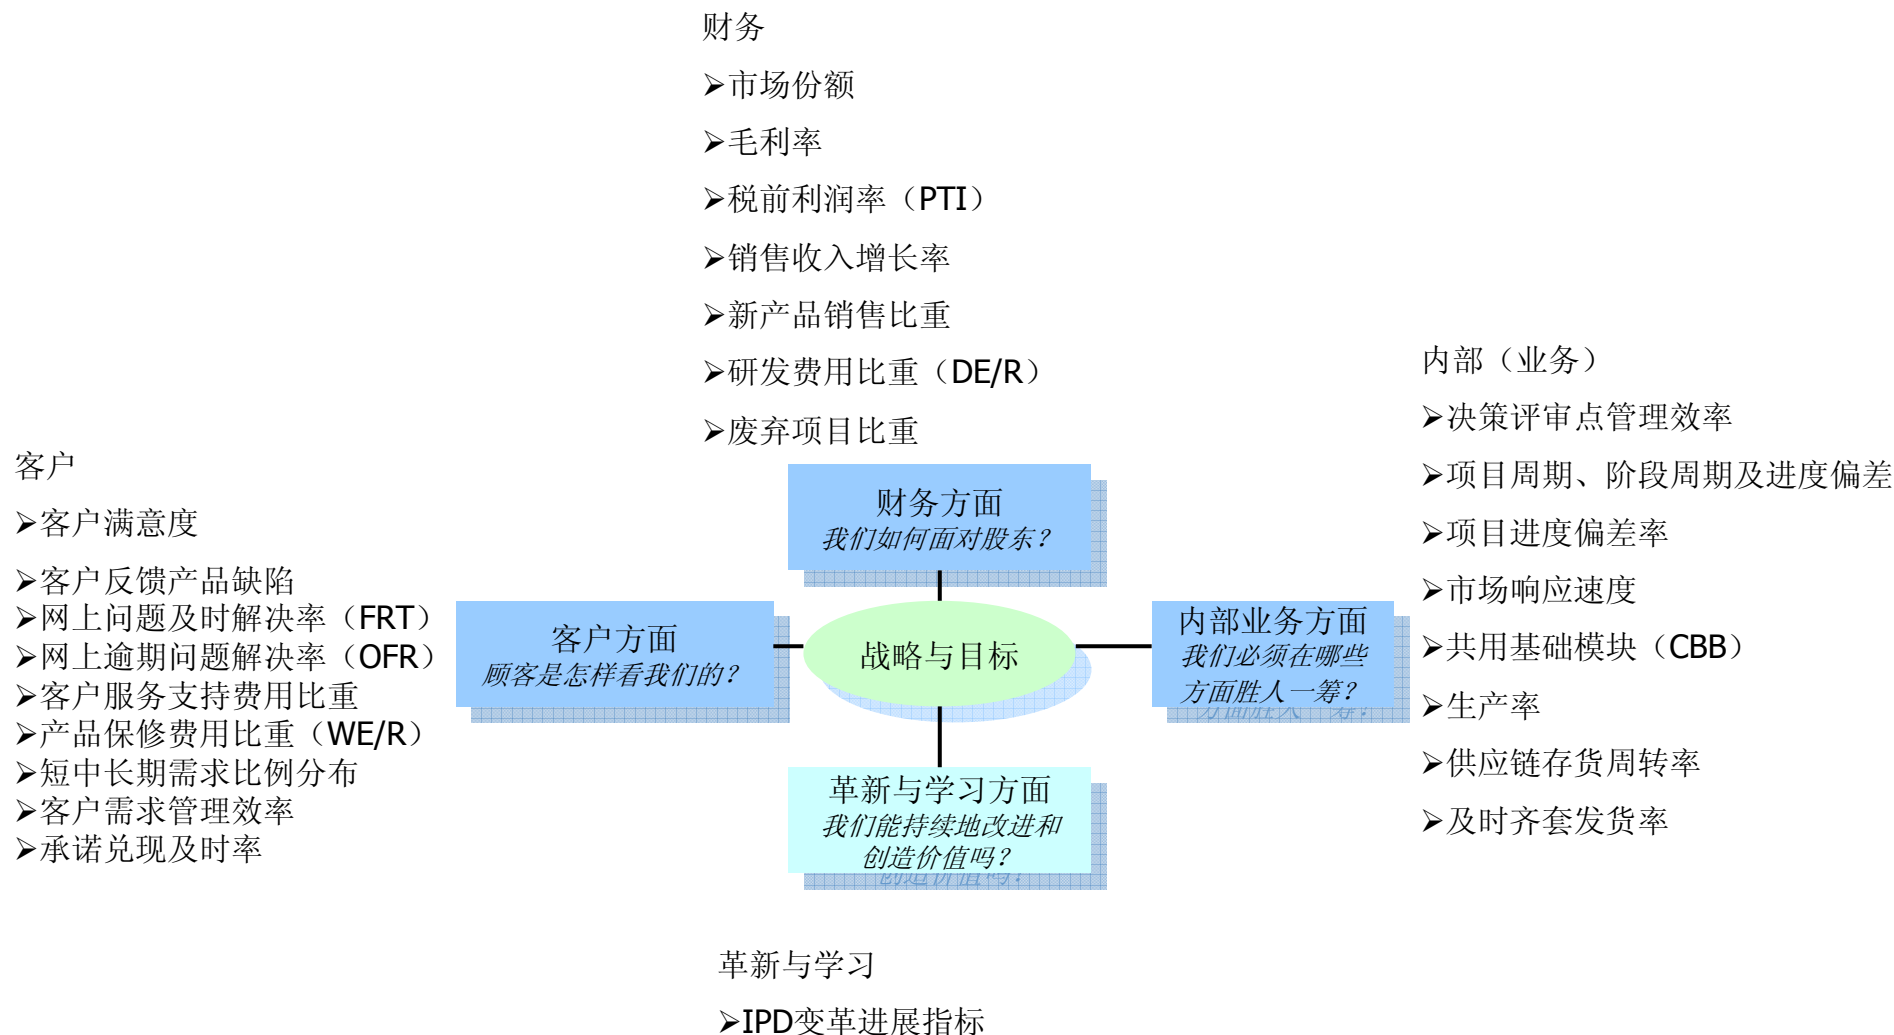 财务
➢市场份额
➢毛利率
➢税前利润率（PTI）
➢销售收入增长率
➢新产品销售比重
➢研发费用比重（DE/R）
➢废弃项目比重
客户
➢客户满意度
➢客户反馈产品缺陷
➢网上问题及时解决率（FRT）
➢网上逾期问题解决率（OFR）
➢客户服务支持费用比重
➢产品保修费用比重（WE/R）
➢短中长期需求比例分布
➢客户需求管理效率
➢承诺兑现及时率
财务方面
我们如何面对股东？
客户方面
顾客是怎样看我们的？
战略与目标
内部业务方面
我们必须在哪些
方面胜人一筹？
革新与学习方面
我们能持续地改进和
创造价值吗？
内部（业务）
➢决策评审点管理效率
➢项目周期、阶段周期及进度偏差
➢项目进度偏差率
➢市场响应速度
➢共用基础模块（CBB）
➢生产率
➢供应链存货周转率
➢及时齐套发货率
革新与学习
➢IPD变革进展指标